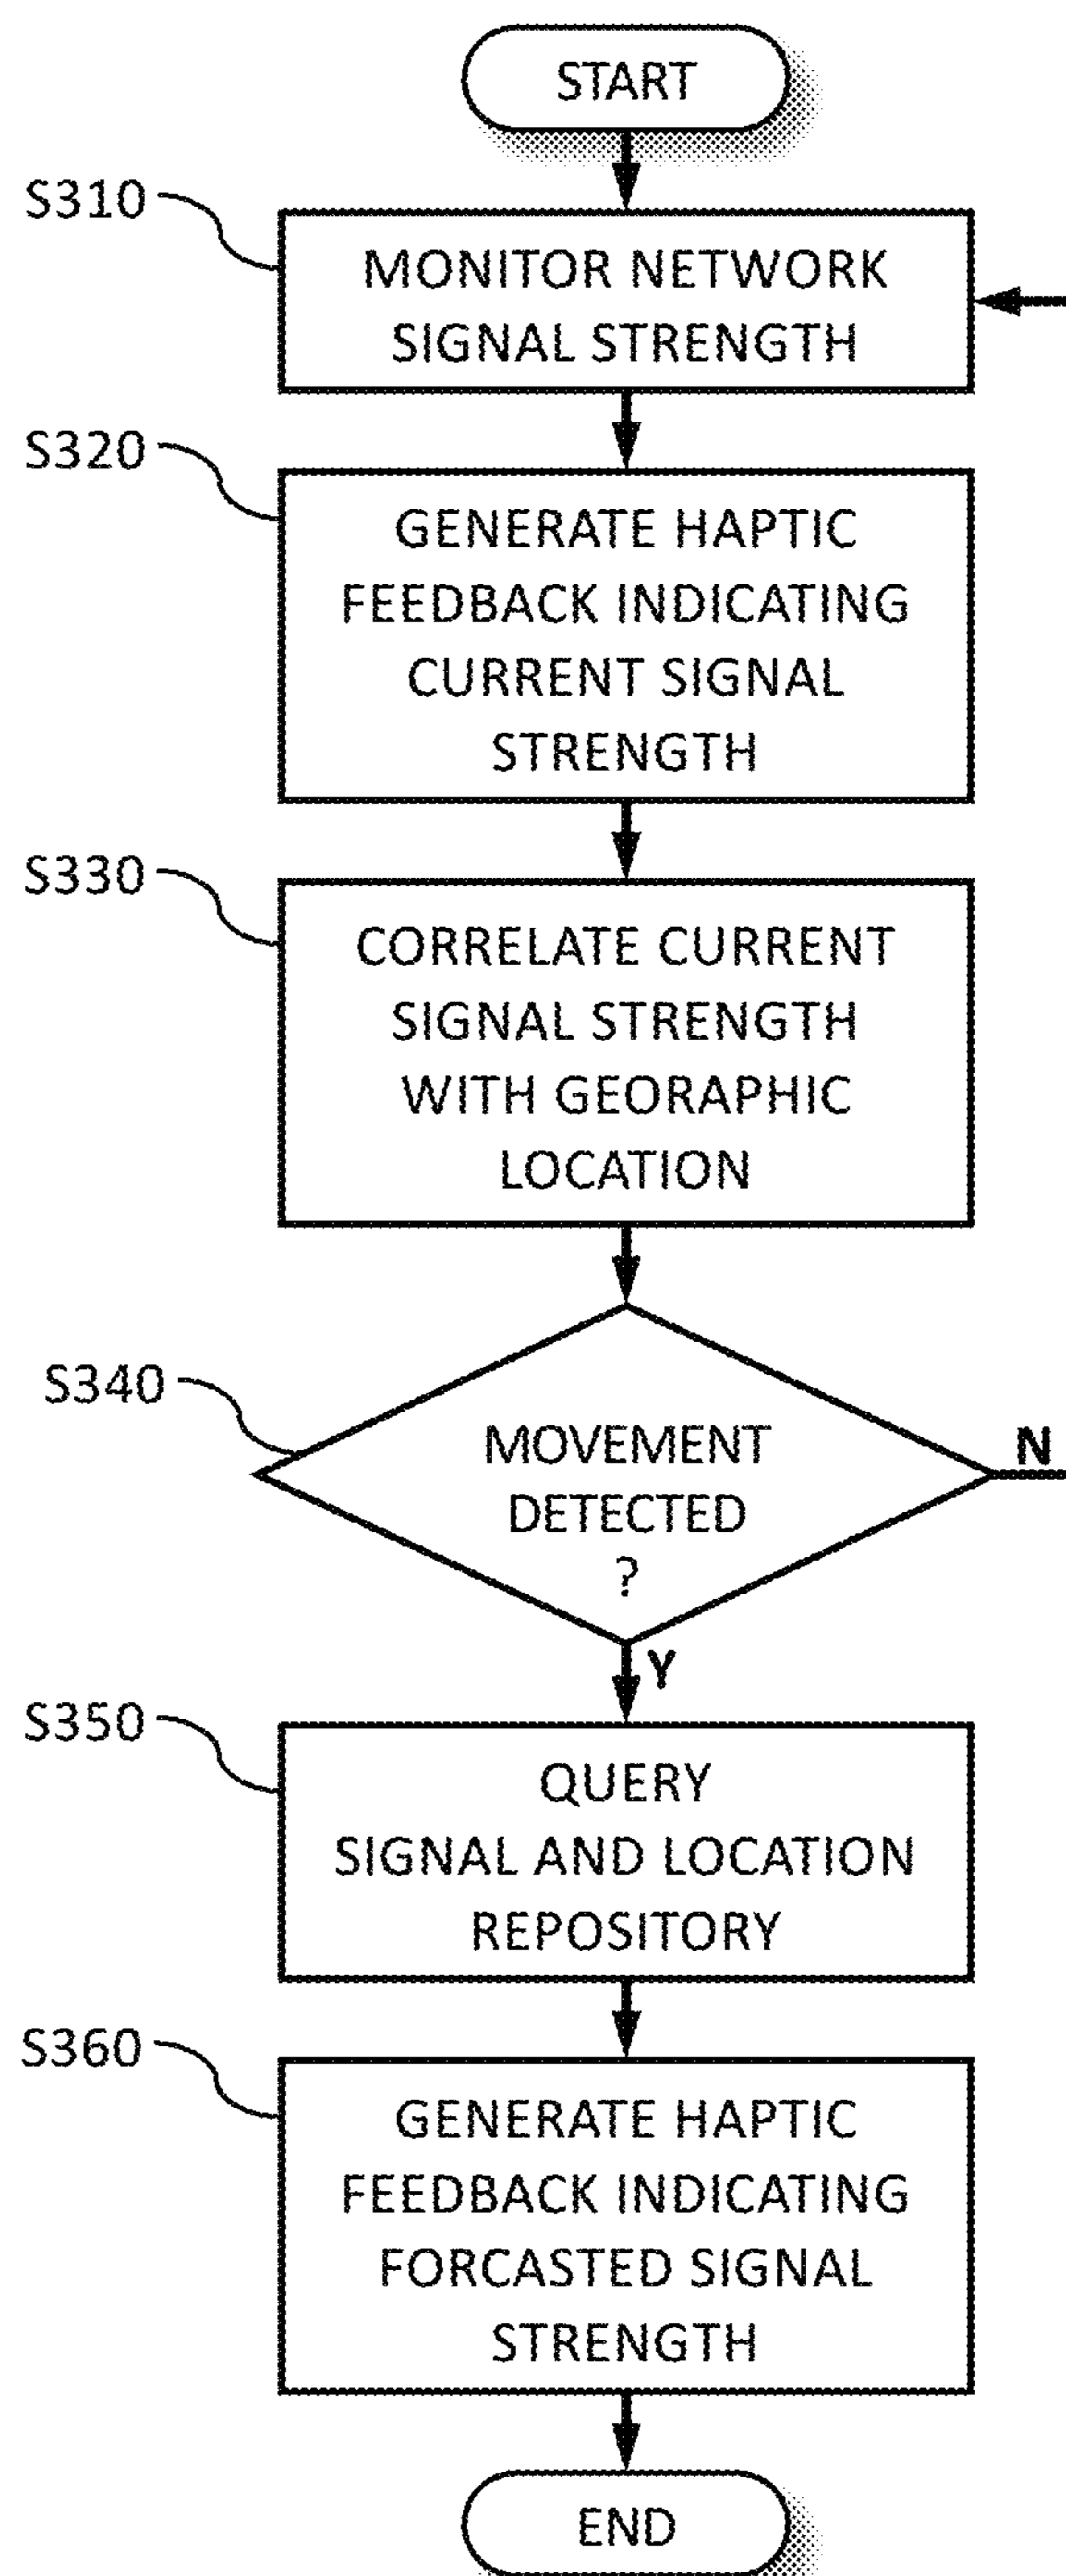 START
S310
MONITOR NETWORK
SIGNAL STRENGTH
S320
GENERATE HAPTIC
FEEDBACK INDICATING
CURRENT SIGNAL
STRENGTH
S330
CORRELATE CURRENT
SIGNAL STRENGTH
WITH GEORAPHIC
LOCATION
S340
MOVEMENT
DETECTED
?
N
Y
S350
QUERY
SIGNAL AND LOCATION
REPOSITORY
S360
GENERATE HAPTIC
FEEDBACK INDICATING
FORCASTED SIGNAL
STRENGTH
END